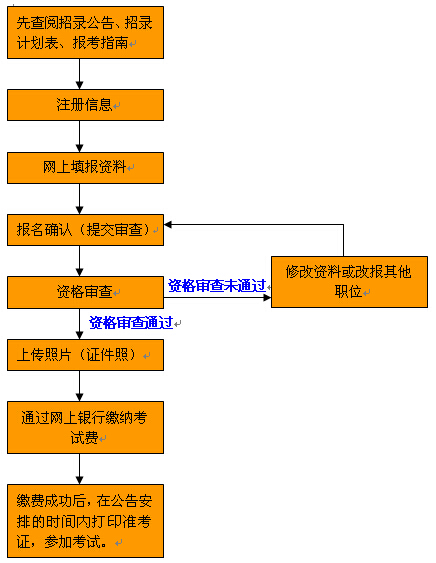 先查阅招录公告、招录
计划表、报考指南
注册信息
网上填报资料
报名确认（提交审查）
资格审查
资格审查未通过
修改资料或改报其他
职位
资格审查通过
上传照片（证件照）
通过网上银行缴纳考
试费
缴费成功后，在公告安
排的时间内打印准考
证，参加考试。